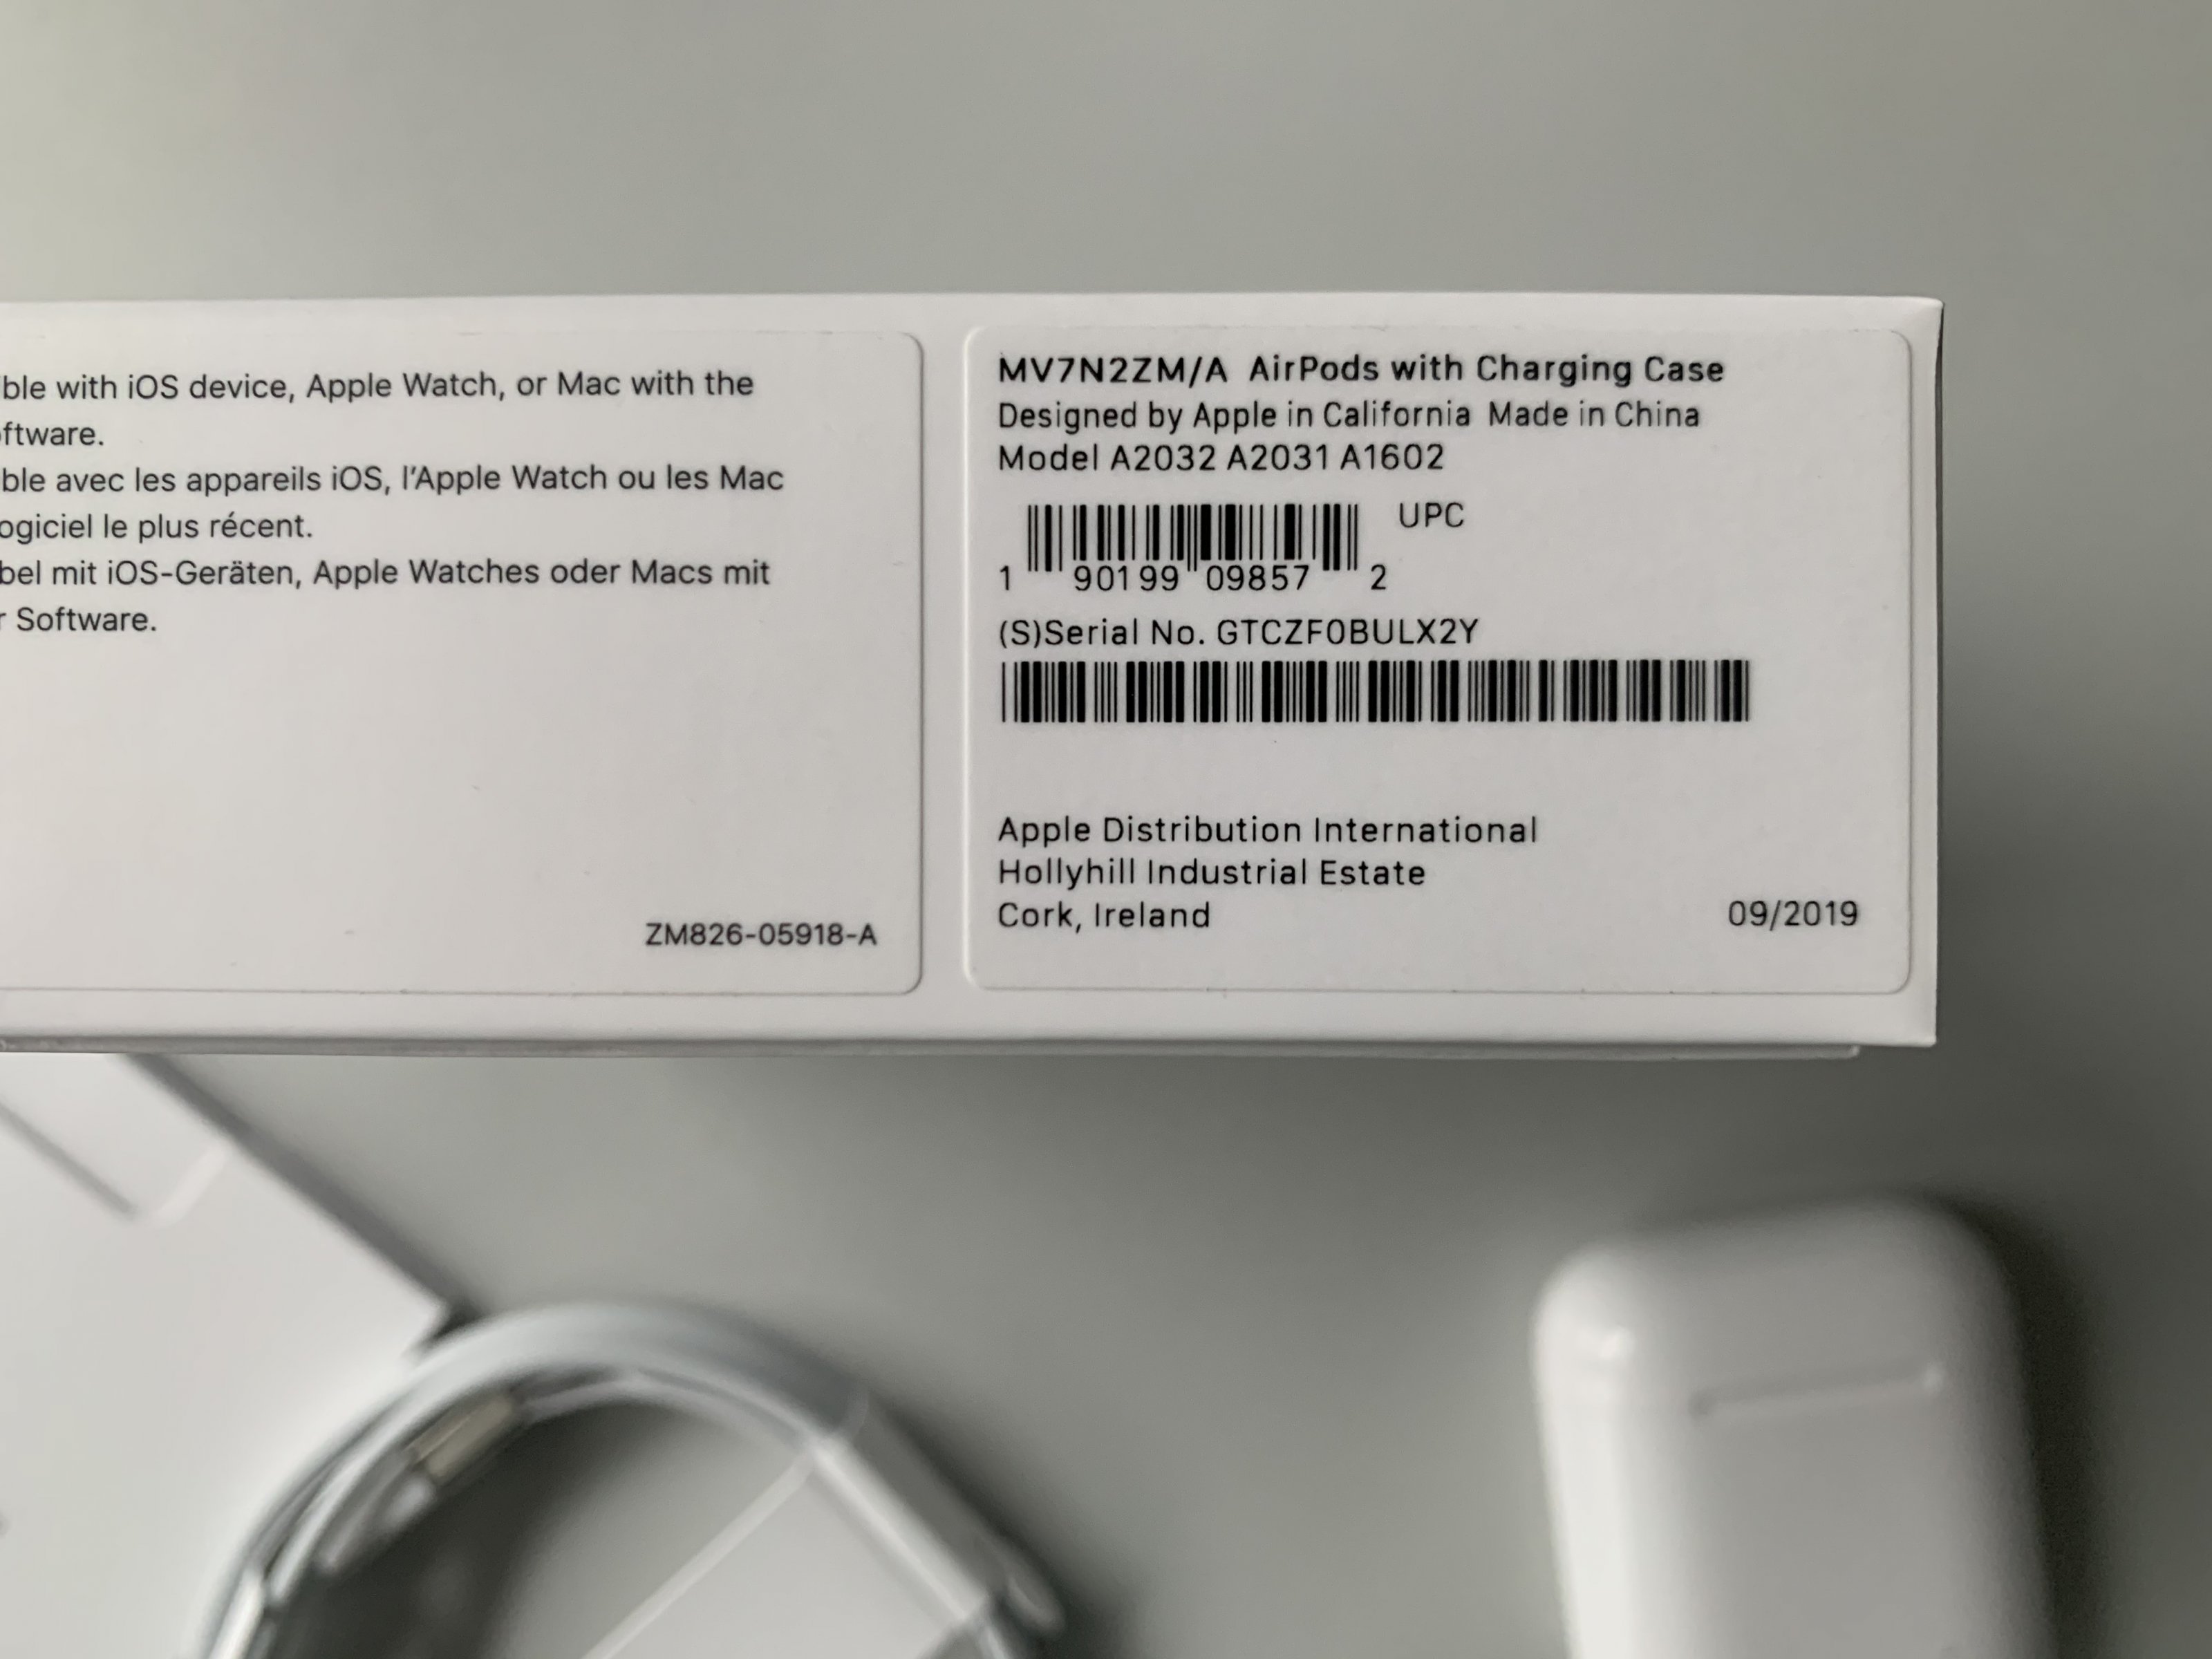 ble with iOS device, Apple Watch, or Mac with the
ftware.
ble avec les appareils iOS, l'Apple Watch ou les Mac
ogiciel le plus récent.
bel mit iOS-Geräten, Apple Watches oder Macs mit
r Software.
ZM826-05918-A
MV7N2ZM/A AirPods with Charging Case
Designed by Apple in California Made in China
Model A2032 A2031 A1602
UPC
1 90199 09857 2
(S)Serial No. GTCZF0BULX2Y
Apple Distribution International
Hollyhill Industrial Estate
Cork, Ireland
09/2019